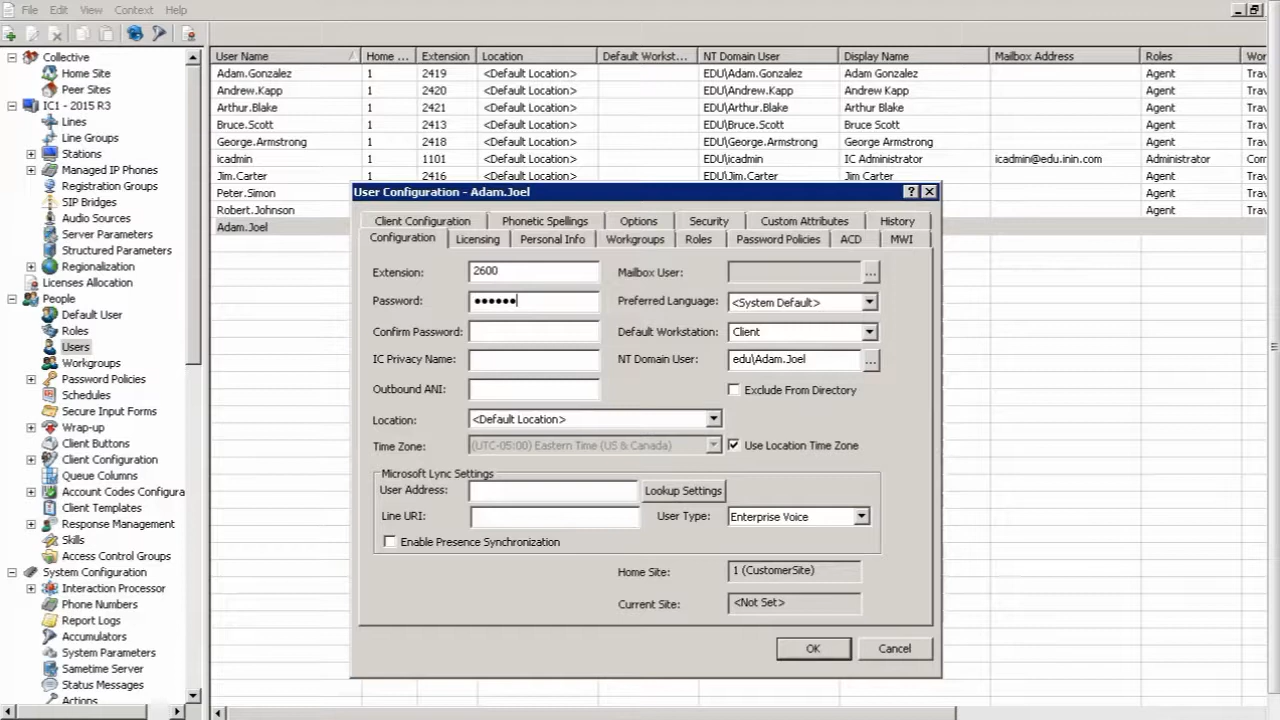 File Edit View Context Help
Collective
Home Site
Peer Sites
IC1 - 2015 R3
Lines
Line Groups
Stations
Managed IP Phones
Registration Groups
SIP Bridges
Audio Sources
Server Parameters
Structured Parameters
Regionalization
Licenses Allocation
People
Default User
Roles
Users
Workgroups
Password Policies
Schedules
Secure Input Forms
Wrap-up
Client Buttons
Client Configuration
Queue Columns
Account Codes Configura
Client Templates
Response Management
Skills
Access Control Groups
System Configuration
Interaction Processor
Phone Numbers
Report Logs
Accumulators
System Parameters
Sametime Server
Status Messages
Actions
User Name Home ... Extension Location Default Workst... NT Domain User Display Name Mailbox Address Roles Wor
Adam.Gonzalez 1 2419 <Default Location> EDU\Adam.Gonzalez Adam Gonzalez Agent Trav
Andrew.Kapp 1 2420 <Default Location> EDU\Andrew.Kapp Andrew Kapp Agent Trav
Arthur.Blake 1 2407 <Default Location> EDU\Arthur.Blake Arthur Blake Agent Trav
Bruce.Scott 1 2413 <Default Location> EDU\Bruce.Scott Bruce Scott Agent Trav
George.Armstrong 1 2418 <Default Location> EDU\George.Armstrong George Armstrong Agent Trav
icadmin 1 1101 <Default Location> EDU\icadmin IC Administrator icadmin@edu.inin.com Administrator Com
Jim.Carter 1 2416 <Default Location> EDU\Jim.Carter Jim Carter Agent Trav
Peter.Simon Agent Trav
Robert.Johnson Agent Trav
Adam.Joel
User Configuration - Adam.Joel
Client Configuration Phonetic Spellings Options Security Custom Attributes History
Configuration Licensing Personal Info Workgroups Roles Password Policies ACD MWI
Extension: 2600 Mailbox User: ...
Password: ●●●●●● Preferred Language: <System Default>
Confirm Password: Default Workstation: Client
IC Privacy Name: NT Domain User: edu\Adam.Joel ...
Outbound ANI: Exclude From Directory
Location: <Default Location>
Time Zone: (UTC-05:00) Eastern Time (US & Canada) Use Location Time Zone
Microsoft Lync Settings
User Address: Lookup Settings
Line URI: User Type: Enterprise Voice
Enable Presence Synchronization
Home Site: 1 (CustomerSite)
Current Site: <Not Set>
OK Cancel